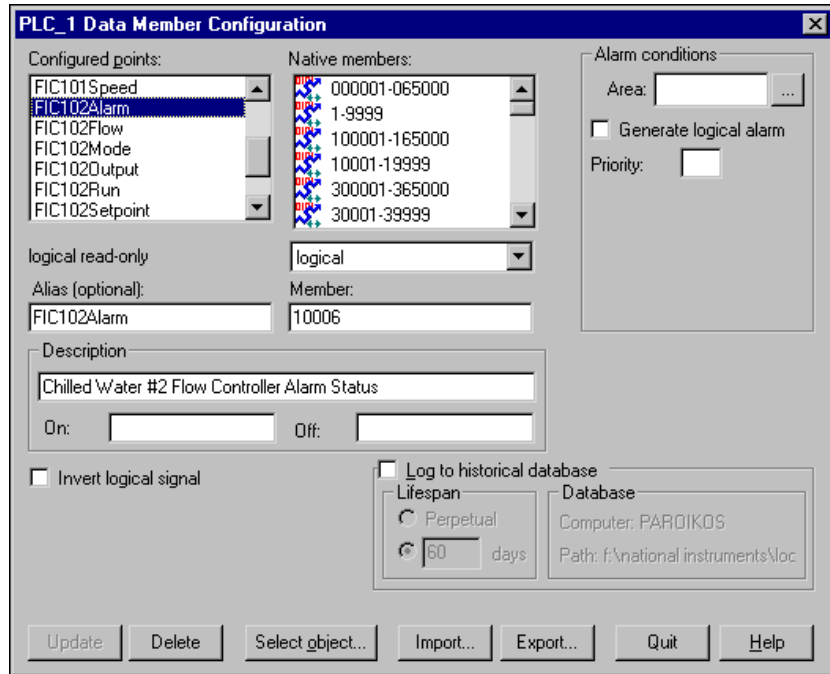 PLC_1 Data Member Configuration
Configured points:
FIC101Speed
FIC102Alarm
FIC102Flow
FIC102Mode
FIC102Output
FIC102Run
FIC102Setpoint
Native members:
000001-065000
1-9999
100001-165000
10001-19999
300001-365000
30001-39999
Alarm conditions
Area:
...
Generate logical alarm
Priority:
logical read-only
logical
Alias (optional):
FIC102Alarm
Member:
10006
Description
Chilled Water #2 Flow Controller Alarm Status
On:
Off:
Invert logical signal
Log to historical database
Lifespan
Perpetual
60 days
Database
Computer: PAROIKOS
Path: f:\national instruments\loc
Update Delete Select object... Import... Export... Quit Help